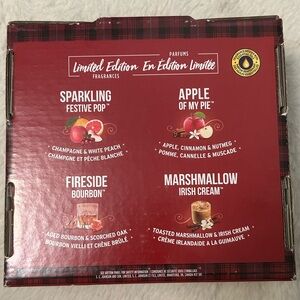 PARFUMS
Limited Edition En Édition Limitée
FRAGRANCES
SPARKLING
FESTIVE POP™
CHAMPAGNE & WHITE PEACH
CHAMPAGNE ET PÊCHE BLANCHE
APPLE
OF MY PIE™
APPLE, CINNAMON & NUTMEG
POMME, CANNELLE & MUSCADE
FIRESIDE
BOURBON™
AGED BOURBON & SCORCHED OAK
BOURBON VIEILLI ET CHÊNE BRÛLÉ
MARSHMALLOW
IRISH CREAM™
TOASTED MARSHMALLOW & IRISH CREAM
CRÈME IRLANDAISE À LA GUIMAUVE